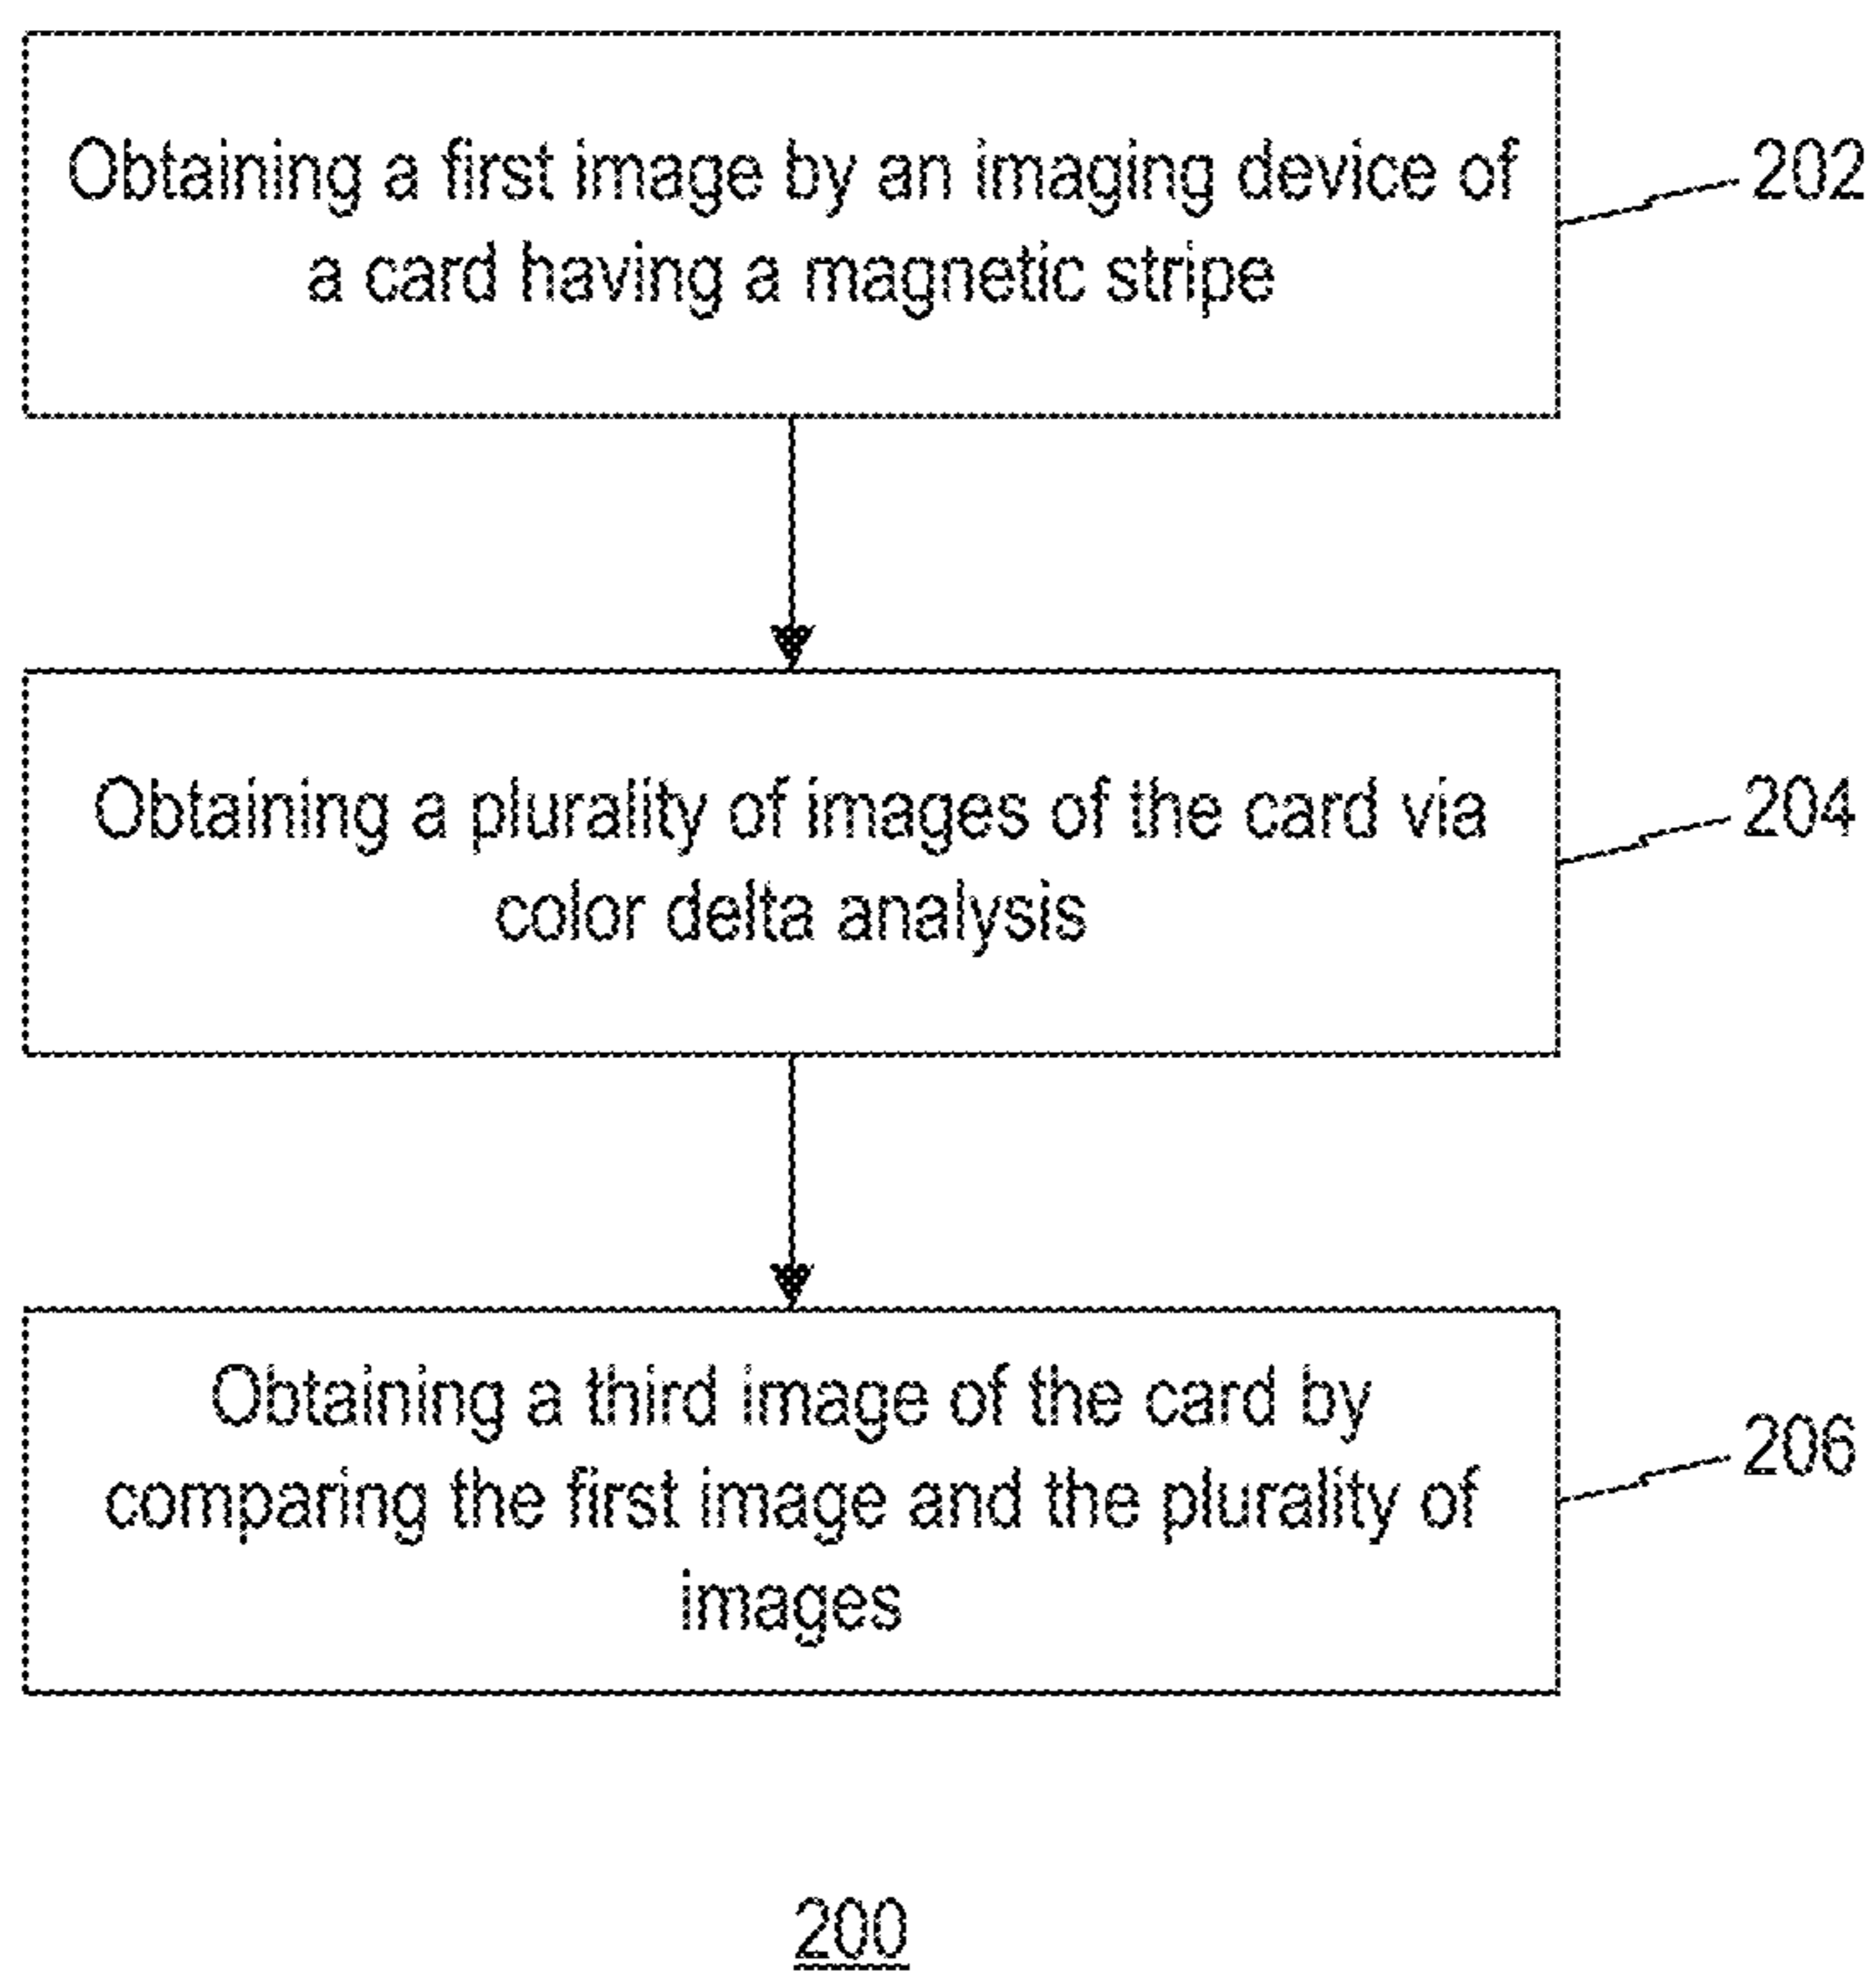 Obtaining a first image by an imaging device of
a card having a magnetic stripe
202
Obtaining a plurality of images of the card via
color delta analysis
204
Obtaining a third image of the card by
comparing the first image and the plurality of
images
206
200